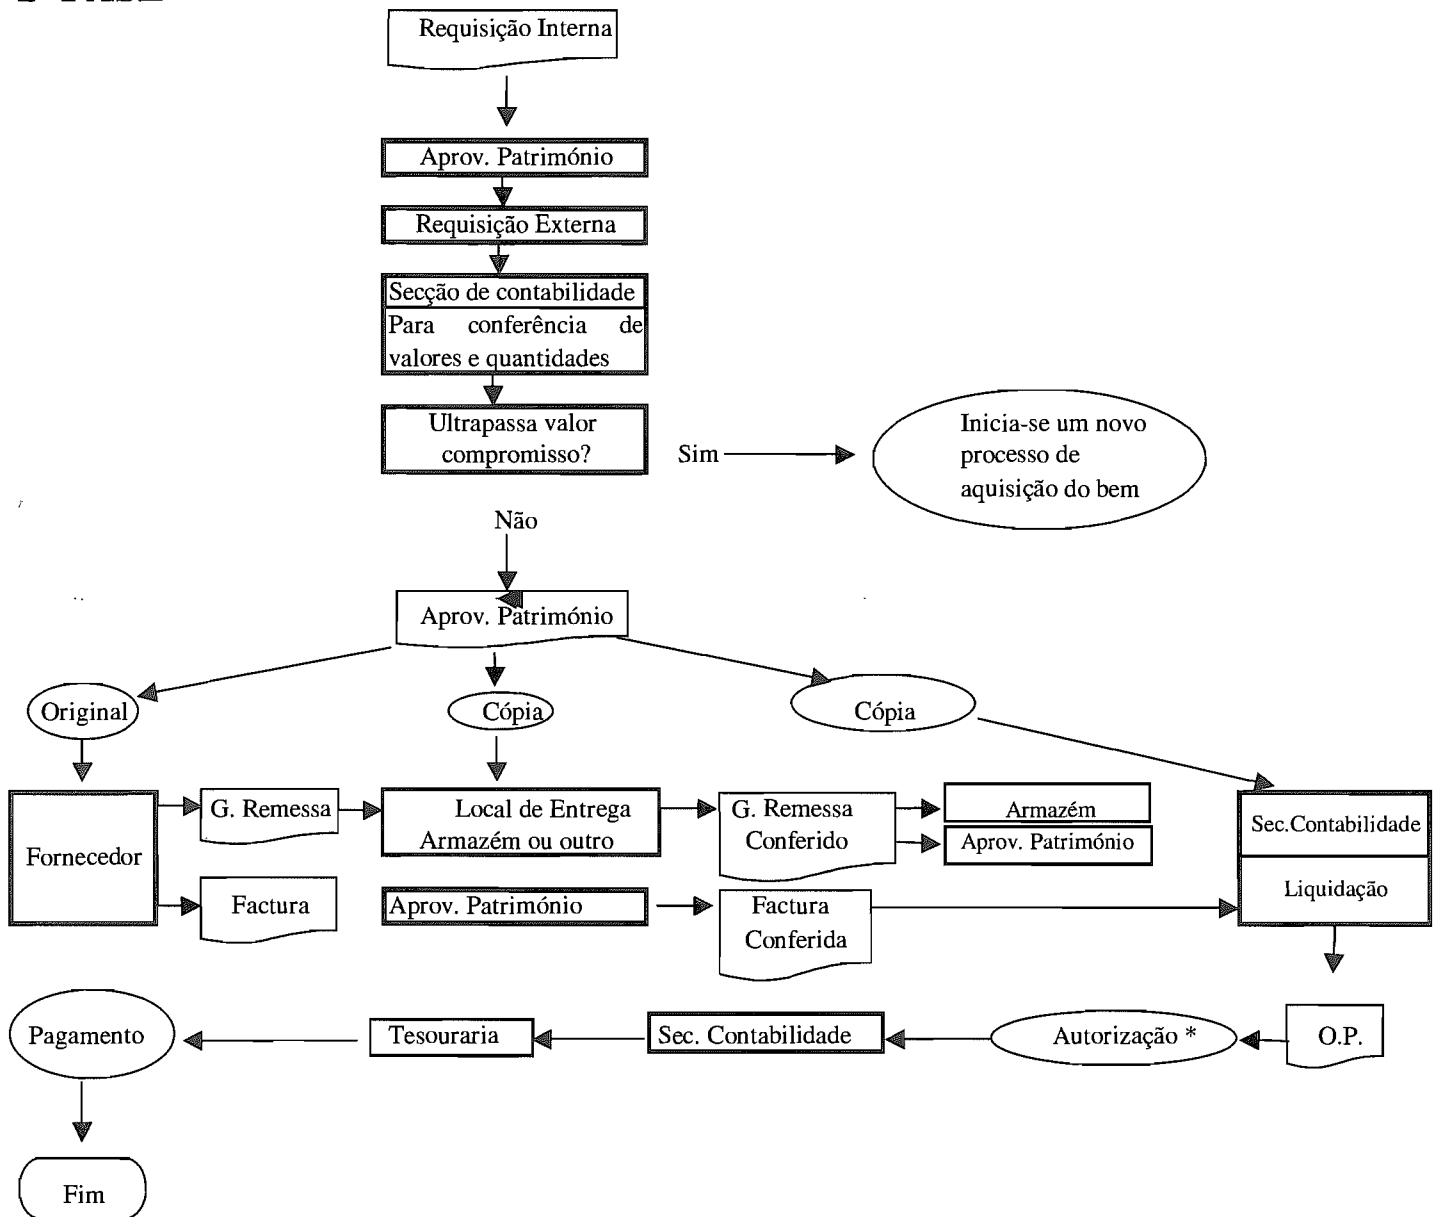 Requisição Interna
Aprov. Património
Requisição Externa
Secção de contabilidade
Para conferência de
valores e quantidades
Ultrapassa valor
compromisso?
Sim
Inicia-se um novo
processo de
aquisição do bem
Não
Aprov. Património
Original
Cópia
Cópia
Fornecedor
G. Remessa
Local de Entrega
Armazém ou outro
G. Remessa
Conferido
Armazém
Aprov. Património
Sec.Contabilidade
Liquidação
Factura
Aprov. Património
Factura
Conferida
Pagamento
Tesouraria
Sec. Contabilidade
Autorização *
O.P.
Fim